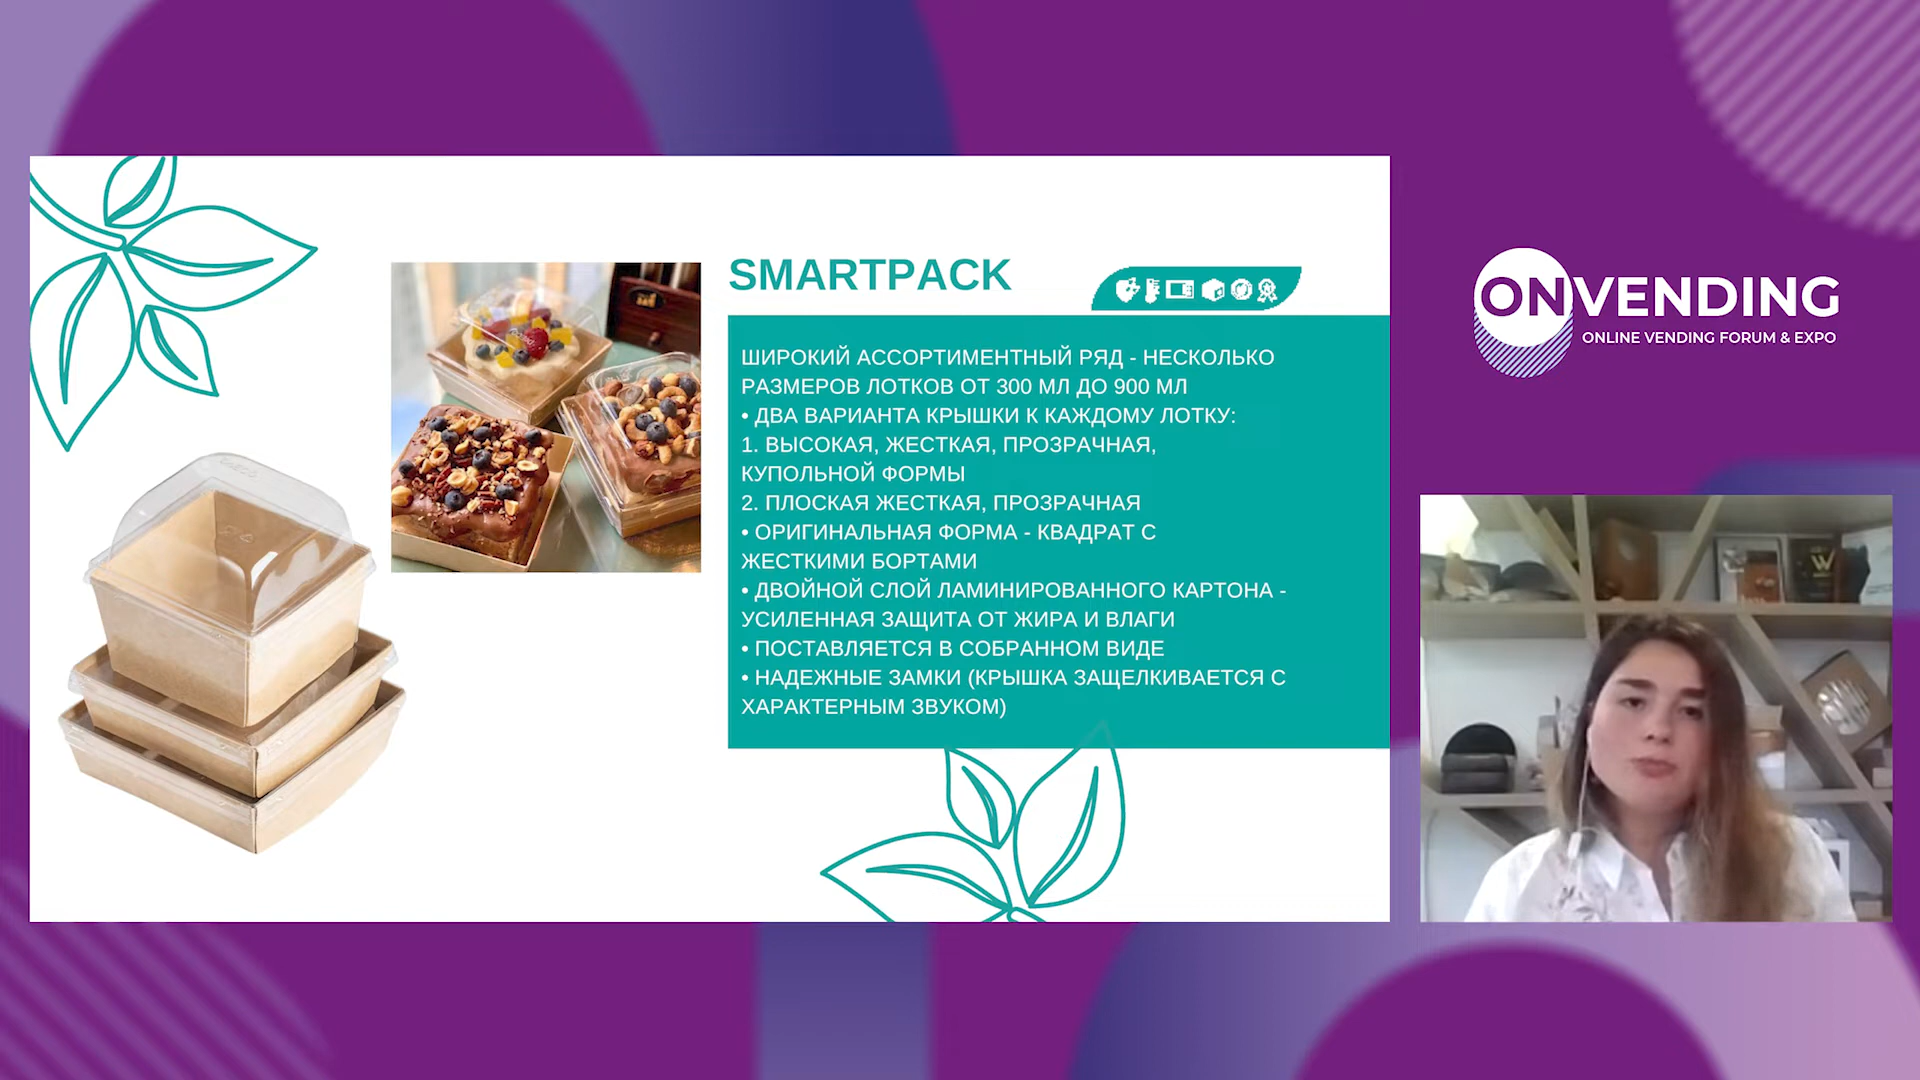 SMARTPACK
ШИРОКИЙ АССОРТИМЕНТНЫЙ РЯД - НЕСКОЛЬКО
РАЗМЕРОВ ЛОТКОВ ОТ 300 МЛ ДО 900 МЛ
• ДВА ВАРИАНТА КРЫШКИ К КАЖДОМУ ЛОТКУ:
1. ВЫСОКАЯ, ЖЕСТКАЯ, ПРОЗРАЧНАЯ,
КУПОЛЬНОЙ ФОРМЫ
2. ПЛОСКАЯ ЖЕСТКАЯ, ПРОЗРАЧНАЯ
• ОРИГИНАЛЬНАЯ ФОРМА - КВАДРАТ С
ЖЕСТКИМИ БОРТАМИ
• ДВОЙНОЙ СЛОЙ ЛАМИНИРОВАННОГО КАРТОНА -
УСИЛЕННАЯ ЗАЩИТА ОТ ЖИРА И ВЛАГИ
• ПОСТАВЛЯЕТСЯ В СОБРАННОМ ВИДЕ
• НАДЕЖНЫЕ ЗАМКИ (КРЫШКА ЗАЩЕЛКИВАЕТСЯ С
ХАРАКТЕРНЫМ ЗВУКОМ)
ONVENDING
ONLINE VENDING FORUM & EXPO
W